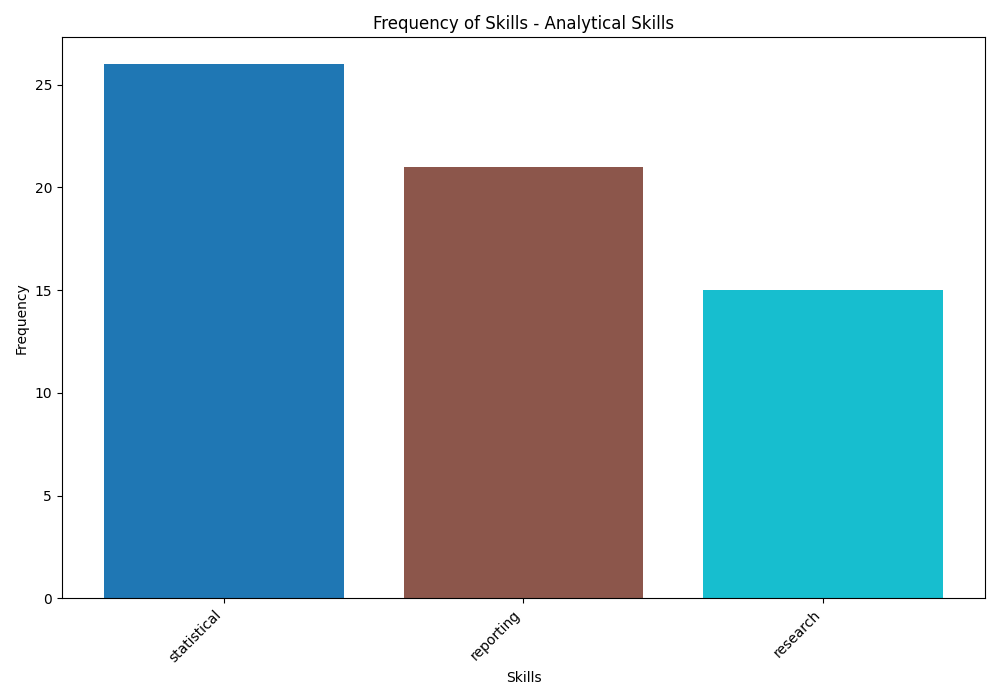 Frequency of Skills - Analytical Skills
Frequency
25
20
15
10
5
0
statistical
reporting
research
Skills